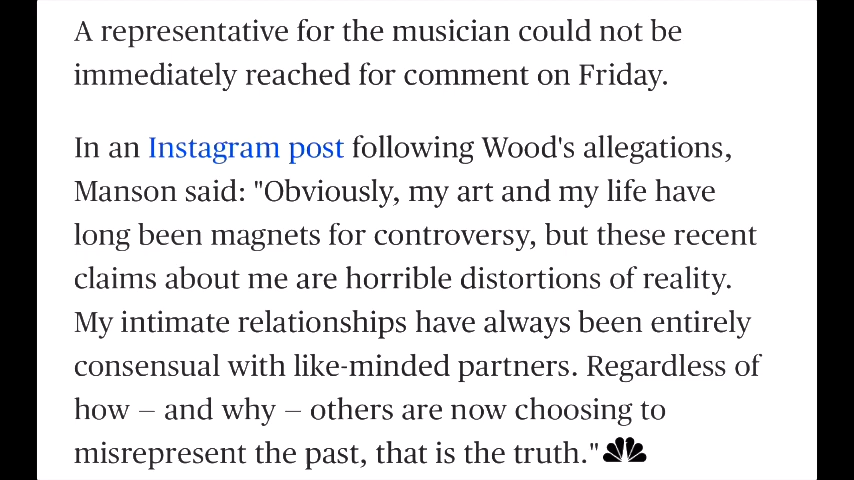 A representative for the musician could not be
immediately reached for comment on Friday.
In an Instagram post following Wood's allegations,
Manson said: "Obviously, my art and my life have
long been magnets for controversy, but these recent
claims about me are horrible distortions of reality.
My intimate relationships have always been entirely
consensual with like-minded partners. Regardless of
how – and why – others are now choosing to
misrepresent the past, that is the truth."